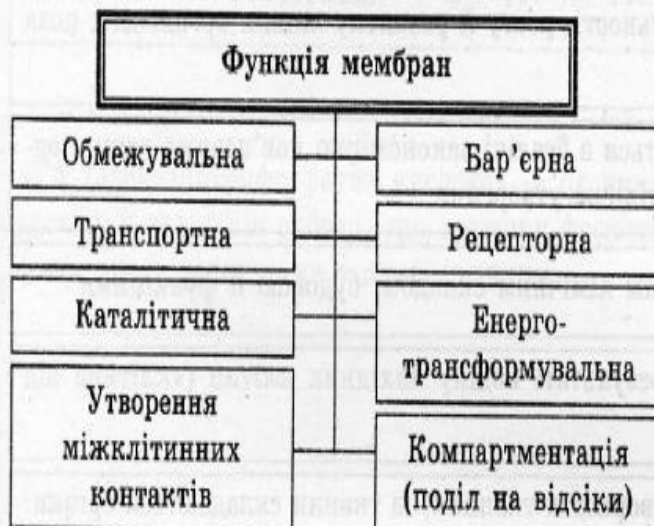 Функція мембран
Обмежувальна
Бар'єрна
Транспортна
Рецепторна
Каталітична
Енерго-
трансформувальна
Утворення
міжклітинних
контактів
Компартментація
(поділ на відсіки)